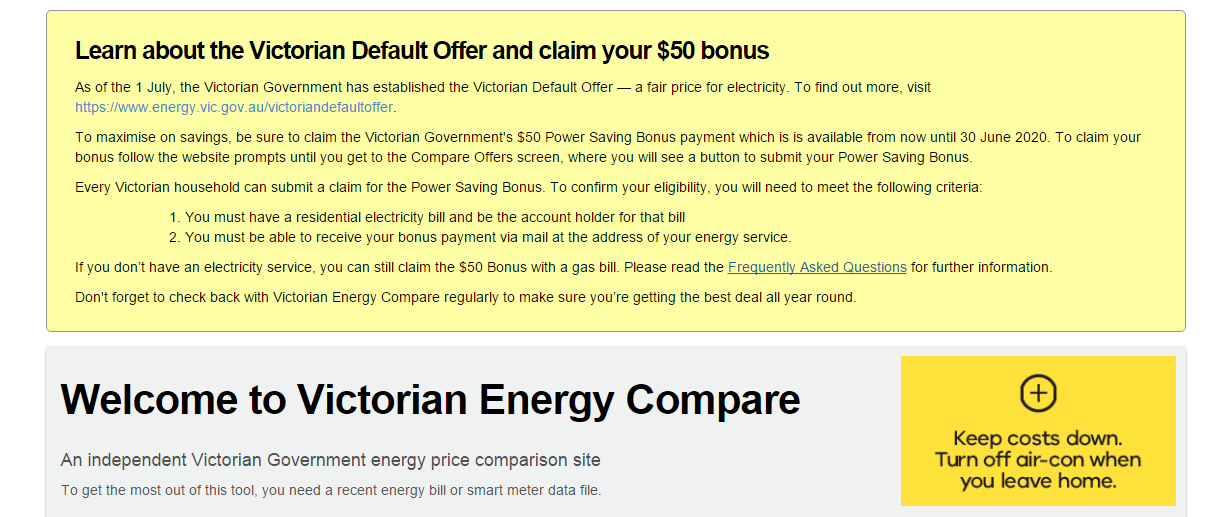 Learn about the Victorian Default Offer and claim your $50 bonus
As of the 1 July, the Victorian Government has established the Victorian Default Offer — a fair price for electricity. To find out more, visit
https://www.energy.vic.gov.au/victoriandefaultoffer.
To maximise on savings, be sure to claim the Victorian Government's $50 Power Saving Bonus payment which is is available from now until 30 June 2020. To claim your
bonus follow the website prompts until you get to the Compare Offers screen, where you will see a button to submit your Power Saving Bonus.
Every Victorian household can submit a claim for the Power Saving Bonus. To confirm your eligibility, you will need to meet the following criteria:
1. You must have a residential electricity bill and be the account holder for that bill
2. You must be able to receive your bonus payment via mail at the address of your energy service.
If you don’t have an electricity service, you can still claim the $50 Bonus with a gas bill. Please read the Frequently Asked Questions for further information.
Don't forget to check back with Victorian Energy Compare regularly to make sure you’re getting the best deal all year round.
Welcome to Victorian Energy Compare
An independent Victorian Government energy price comparison site
To get the most out of this tool, you need a recent energy bill or smart meter data file.
Keep costs down.
Turn off air-con when
you leave home.